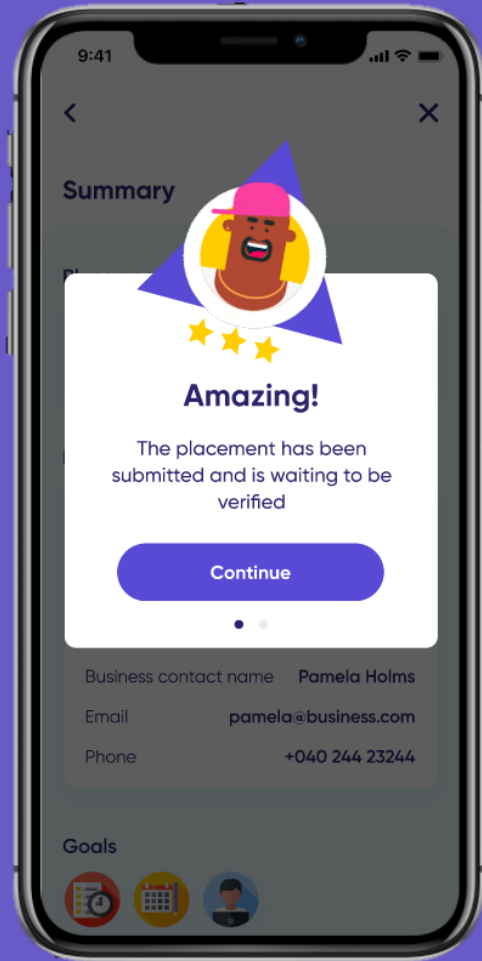 9:41
Summary
Amazing!
The placement has been
submitted and is waiting to be
verified
Continue
Business contact name Pamela Holms
Email pamela@business.com
Phone +040 244 23244
Goals